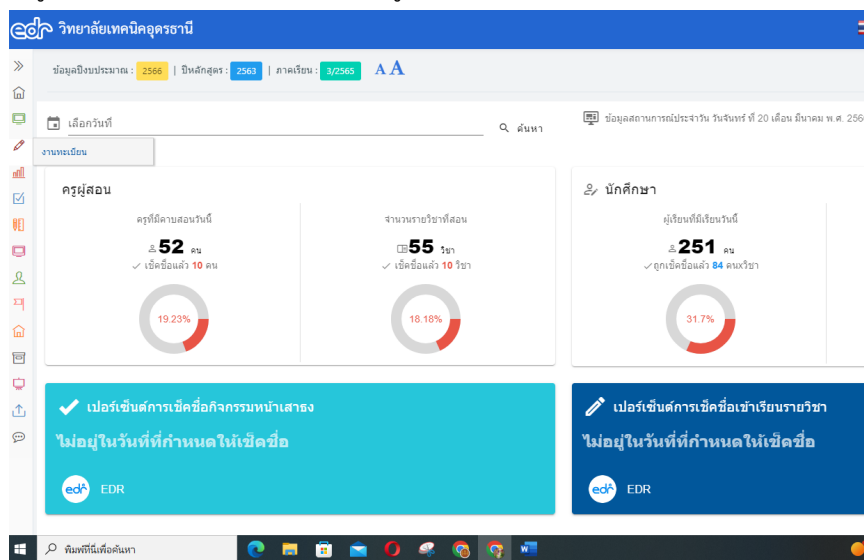 edr วิทยาลัยเทคนิคอุดรธานี
ข้อมูลปีงบประมาณ : 2566 | ปีหลักสูตร : 2563 | ภาคเรียน : 3/2565 A A
เลือกวันที่
ค้นหา
ข้อมูลสถานการณ์ประจำวัน วันจันทร์ ที่ 20 เดือน มีนาคม พ.ศ. 256
งานทะเบียน
ครูผู้สอน
ครูที่มีคาบสอนวันนี้
52 คน
เช็คชื่อแล้ว 10 คน
19.23%
จำนวนรายวิชาที่สอน
55 วิชา
เช็คชื่อแล้ว 10 วิชา
18.18%
นักศึกษา
ผู้เรียนที่มีเรียนวันนี้
251 คน
ถูกเช็คชื่อแล้ว 84 คนxวิชา
31.7%
เปอร์เซ็นต์การเช็คชื่อกิจกรรมหน้าเสาธง
ไม่อยู่ในวันที่ที่กำหนดให้เช็คชื่อ
edr EDR
เปอร์เซ็นต์การเช็คชื่อเข้าเรียนรายวิชา
ไม่อยู่ในวันที่ที่กำหนดให้เช็คชื่อ
edr EDR
พิมพ์ที่นี่เพื่อค้นหา